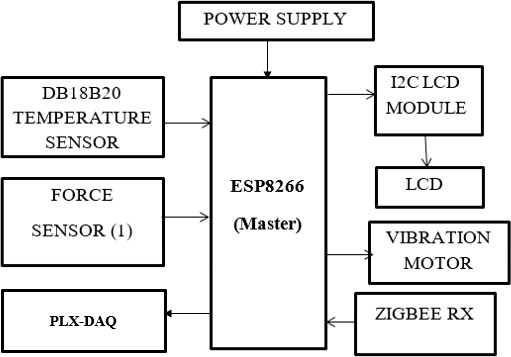 POWER SUPPLY
DB18B20
TEMPERATURE
SENSOR
I2C LCD
MODULE
LCD
FORCE
SENSOR (1)
ESP8266
(Master)
VIBRATION
MOTOR
PLX-DAQ
ZIGBEE RX